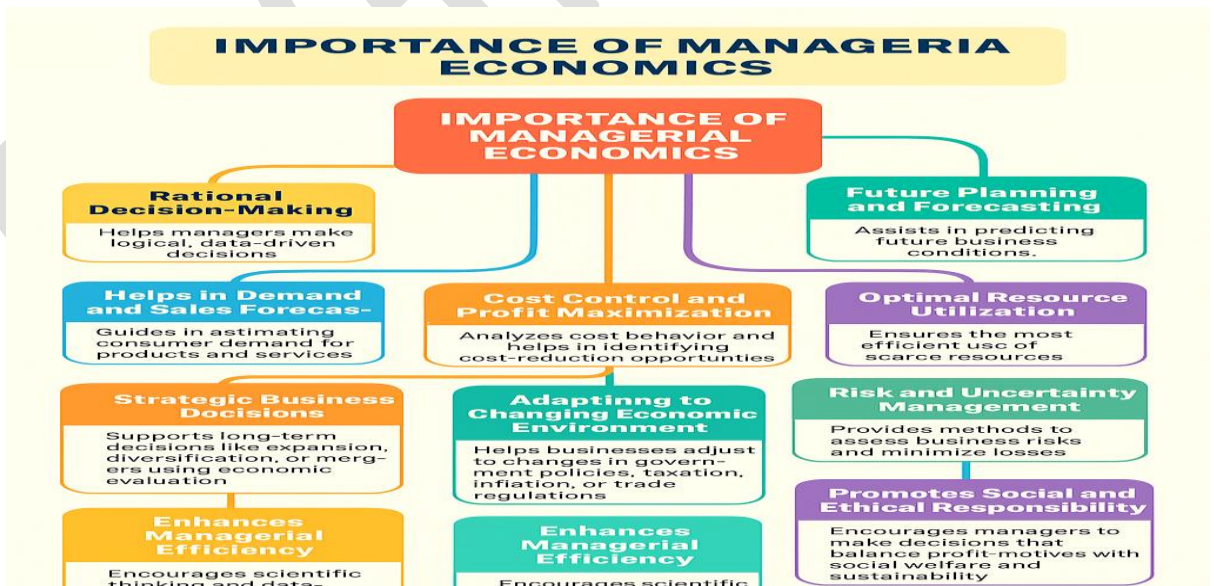 IMPORTANCE OF MANAGERIA
ECONOMICS
IMPORTANCE OF
MANAGERIAL
ECONOMICS
Rational
Decision-Making
Helps managers make
logical, data-driven
decisions
Future Planning
and Forecasting
Assists in predicting
future business
conditions.
Helps in Demand
and Sales Forecas-
Guides in astimating
consumer demand for
products and services
Cost Control and
Profit Maximization
Analyzes cost behavior and
helps in identifying
cost-reduction opportunties
Optimal Resource
Utilization
Ensures the most
efficient usc of
scarce resources
Strategic Business
Docisions
Supports long-term
decisions like expansion,
diversification, or merg-
ers using economic
evaluation
Adaptinng to
Changing Economic
Environment
Helps businesses adjust
to changes in govern-
ment policies, taxation,
infiation, or trade
regulations
Risk and Uncertainty
Management
Provides methods to
assess business risks
and minimize losses
Promotes Social and
Ethical Responsibility
Encourages managers to
make decisions that
balance profit-motives with
social welfare and
sustainability
Enhances
Managerial
Efficiency
Encourages scientific
thinking and data-
Enhances
Managerial
Efficiency
Encourages scientific